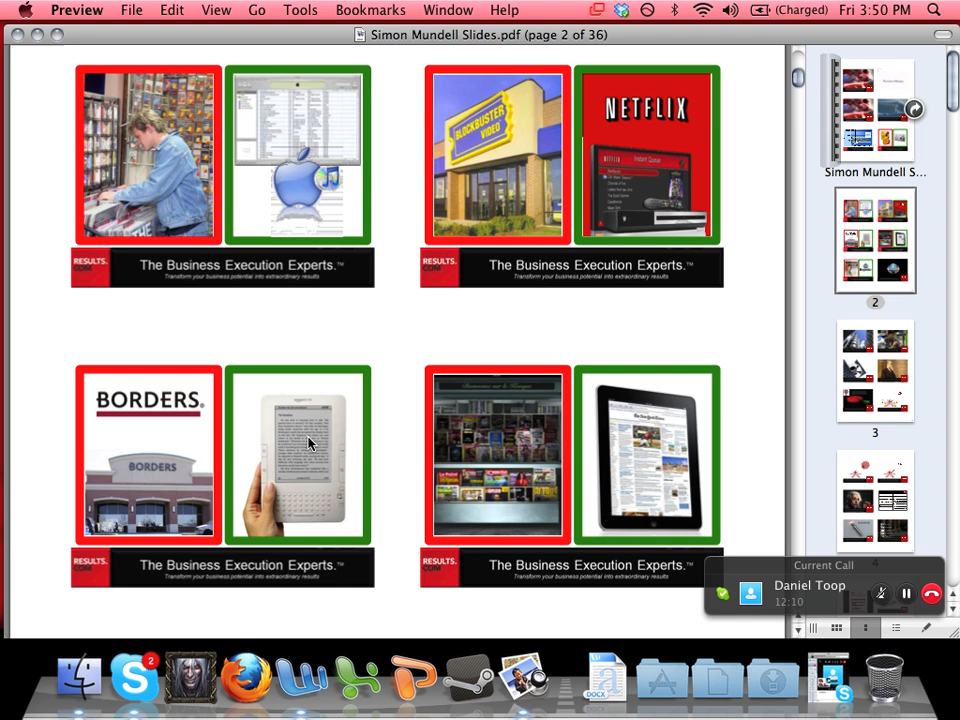 Preview File Edit View Go Tools Bookmarks Window Help (Charged) Fri 3:50 PM
Simon Mundell Slides.pdf (page 2 of 36)
BLOCKBUSTER VIDEO
NETFLIX
NETFLIX Instant Queue
RESULTS.COM
The Business Execution Experts.™
Transform your business potential into extraordinary results
RESULTS.COM
The Business Execution Experts.™
Transform your business potential into extraordinary results
BORDERS®
BORDERS
RESULTS.COM
The Business Execution Experts.™
Transform your business potential into extraordinary results
RESULTS.COM
The Business Execution Experts.™
Transform your business potential into extraordinary results
Simon Mundell S...
2
3
4
Current Call
Daniel Toop
12:10
2
DOCX